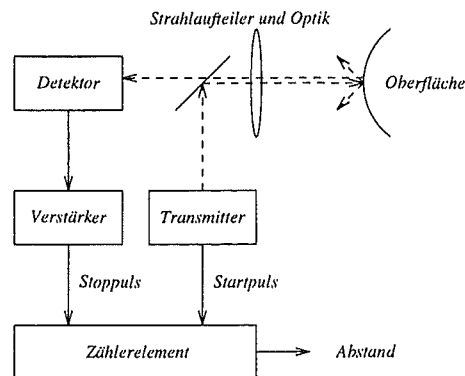 Strahlaufteiler und Optik
Detektor
Oberfläche
Verstärker
Transmitter
Stoppuls
Startpuls
Zählerelement
Abstand